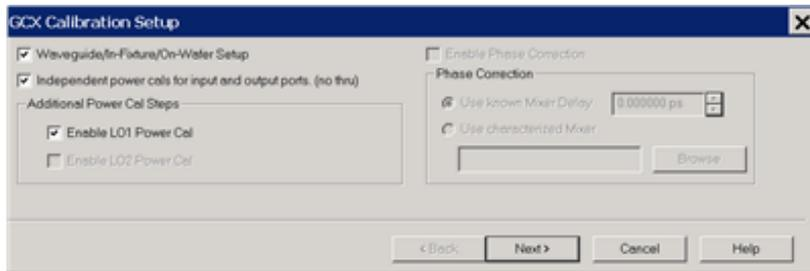 GCX Calibration Setup
Waveguide/In-Fixture/On-Wafer Setup
Independent power cals for input and output ports. (no thru)
Additional Power Cal Steps
Enable LO1 Power Cal
Enable LO2 Power Cal
Enable Phase Correction
Phase Correction
Use known Mixer Delay
0.000000 ps
Use characterized Mixer
Browse
< Back
Next >
Cancel
Help